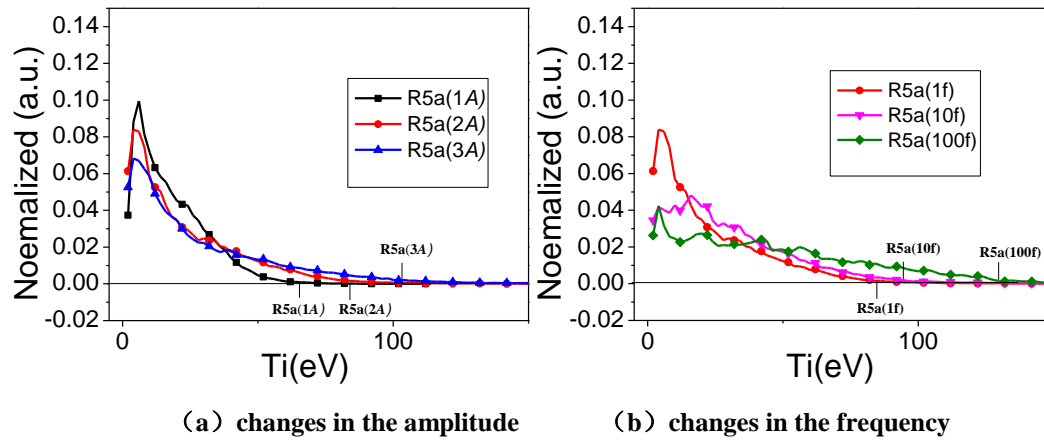 0.14
0.12
0.10
0.08
0.06
0.04
0.02
0.00
-0.02
Noemalized (a.u.)
R5a(1A)
R5a(2A)
R5a(3A)
R5a(3A)
R5a(1A)
R5a(2A)
0
100
Ti(eV)
(a) changes in the amplitude
0.14
0.12
0.10
0.08
0.06
0.04
0.02
0.00
-0.02
Noemalized (a.u.)
R5a(1f)
R5a(10f)
R5a(100f)
R5a(10f)
R5a(100f)
R5a(1f)
0
100
Ti(eV)
(b) changes in the frequency